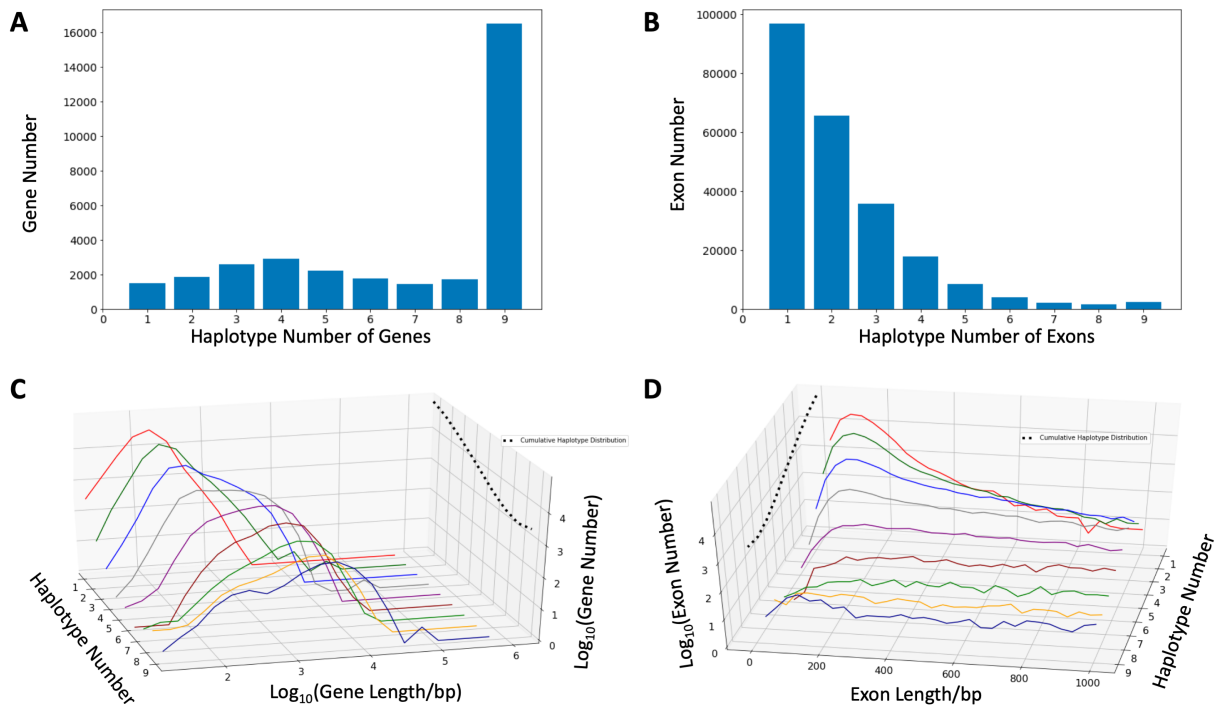 A
16000
14000
12000
10000
8000
6000
4000
2000
0
Gene Number
0 1 2 3 4 5 6 7 8 9
Haplotype Number of Genes
B
100000
80000
60000
40000
20000
0
Exon Number
0 1 2 3 4 5 6 7 8 9
Haplotype Number of Exons
C
Cumulative Haplotype Distribution
4
3
2
1
0
Log10(Gene Number)
1
2
3
4
5
6
7
8
9
Haplotype Number
2 3 4 5 6
Log10(Gene Length/bp)
D
Cumulative Haplotype Distribution
4
3
2
1
0
Log10(Exon Number)
1
2
3
4
5
6
7
8
9
Haplotype Number
0 200 400 600 800 1000
Exon Length/bp